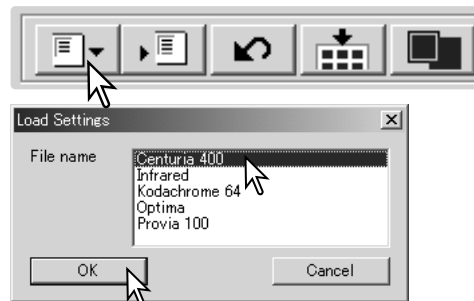 Load Settings
File name
Centuria 400
Infrared
Kodachrome 64
Optima
Provia 100
OK
Cancel